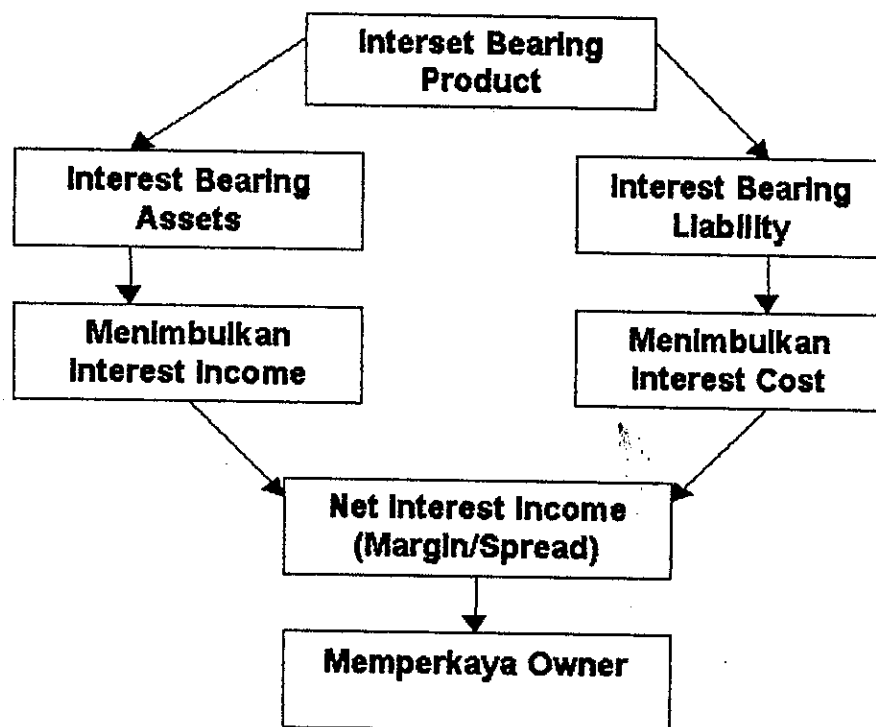 Interset Bearing
Product
Interest Bearing
Assets
Interest Bearing
Liability
Menimbulkan
Interest Income
Menimbulkan
Interest Cost
Net Interest Income
(Margin/Spread)
Memperkaya Owner